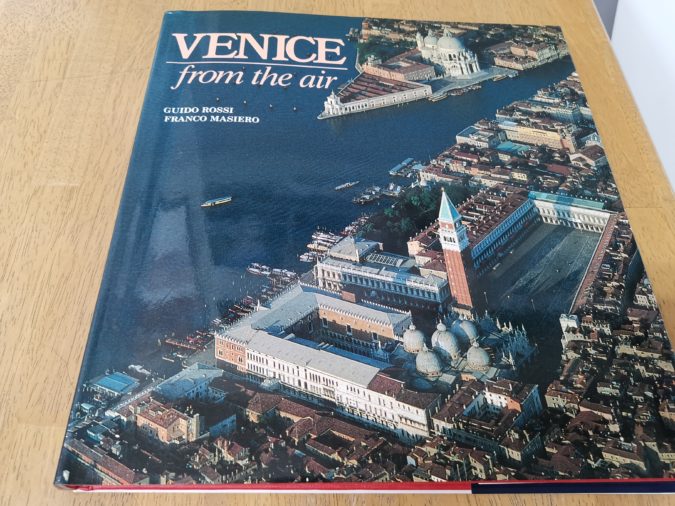 VENICE
from the air
GUIDO ROSSI
FRANCO MASIERO